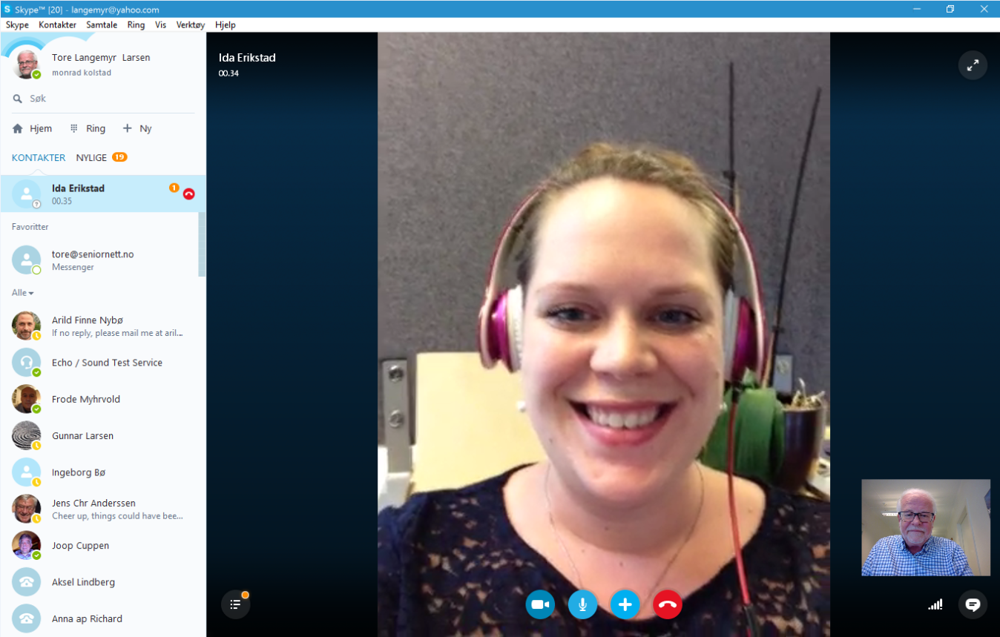 Skype™ [20] - langemyr@yahoo.com
Skype Kontakter Samtale Ring Vis Verktøy Hjelp
Tore Langemyr Larsen
monrad kolstad
Søk
Hjem Ring + Ny
KONTAKTER NYLIGE 19
Ida Erikstad 1
00.35
Favoritter
tore@seniornett.no
Messenger
Alle
Arild Finne Nybø
If no reply, please mail me at aril...
Echo / Sound Test Service
Frode Myhrvold
Gunnar Larsen
Ingeborg Bø
Jens Chr Anderssen
Cheer up, things could have bee...
Joop Cuppen
Aksel Lindberg
Anna ap Richard
Ida Erikstad
00.34